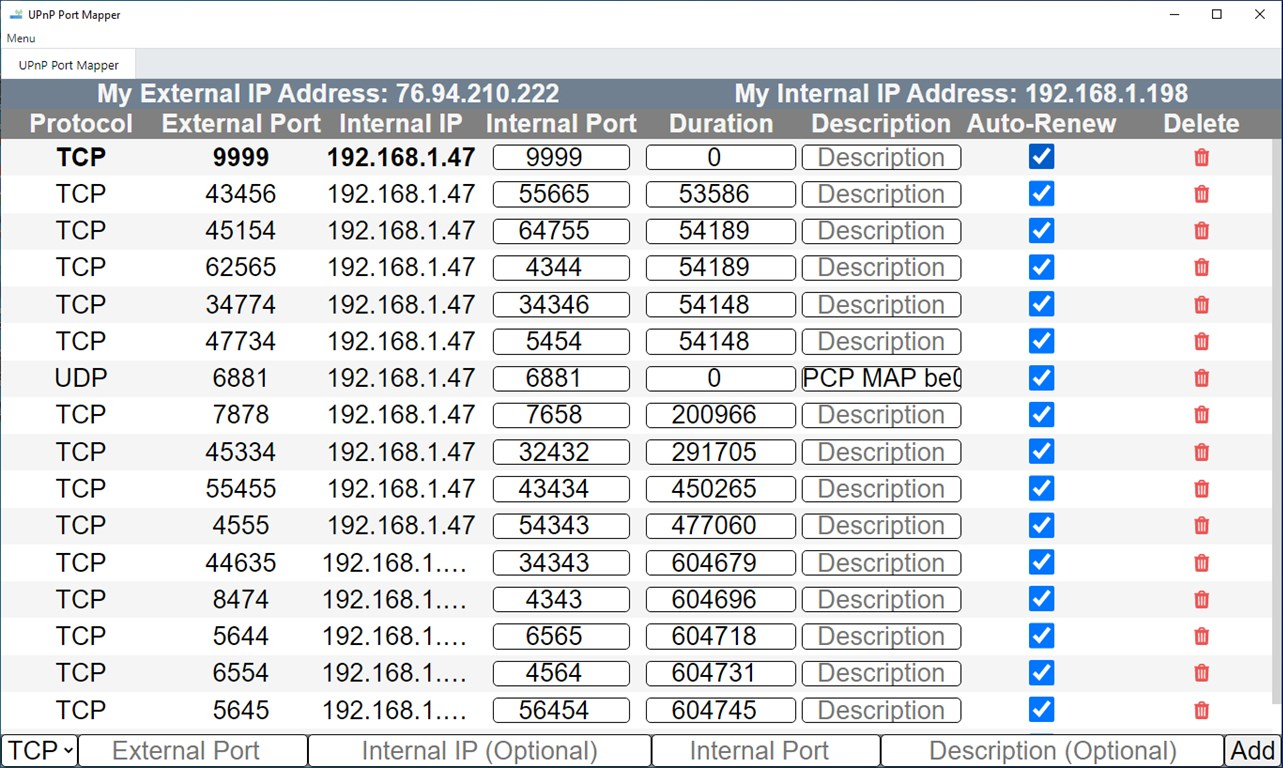 UPnP Port Mapper
Menu
UPnP Port Mapper
My External IP Address: 76.94.210.222 My Internal IP Address: 192.168.1.198
Protocol External Port Internal IP Internal Port Duration Description Auto-Renew Delete
TCP 9999 192.168.1.47 9999 0 Description
TCP 43456 192.168.1.47 55665 53586 Description
TCP 45154 192.168.1.47 64755 54189 Description
TCP 62565 192.168.1.47 4344 54189 Description
TCP 34774 192.168.1.47 34346 54148 Description
TCP 47734 192.168.1.47 5454 54148 Description
UDP 6881 192.168.1.47 6881 0 PCP MAP be0
TCP 7878 192.168.1.47 7658 200966 Description
TCP 45334 192.168.1.47 32432 291705 Description
TCP 55455 192.168.1.47 43434 450265 Description
TCP 4555 192.168.1.47 54343 477060 Description
TCP 44635 192.168.1.… 34343 604679 Description
TCP 8474 192.168.1.… 4343 604696 Description
TCP 5644 192.168.1.… 6565 604718 Description
TCP 6554 192.168.1.… 4564 604731 Description
TCP 5645 192.168.1.… 56454 604745 Description
TCP External Port Internal IP (Optional) Internal Port Description (Optional) Add